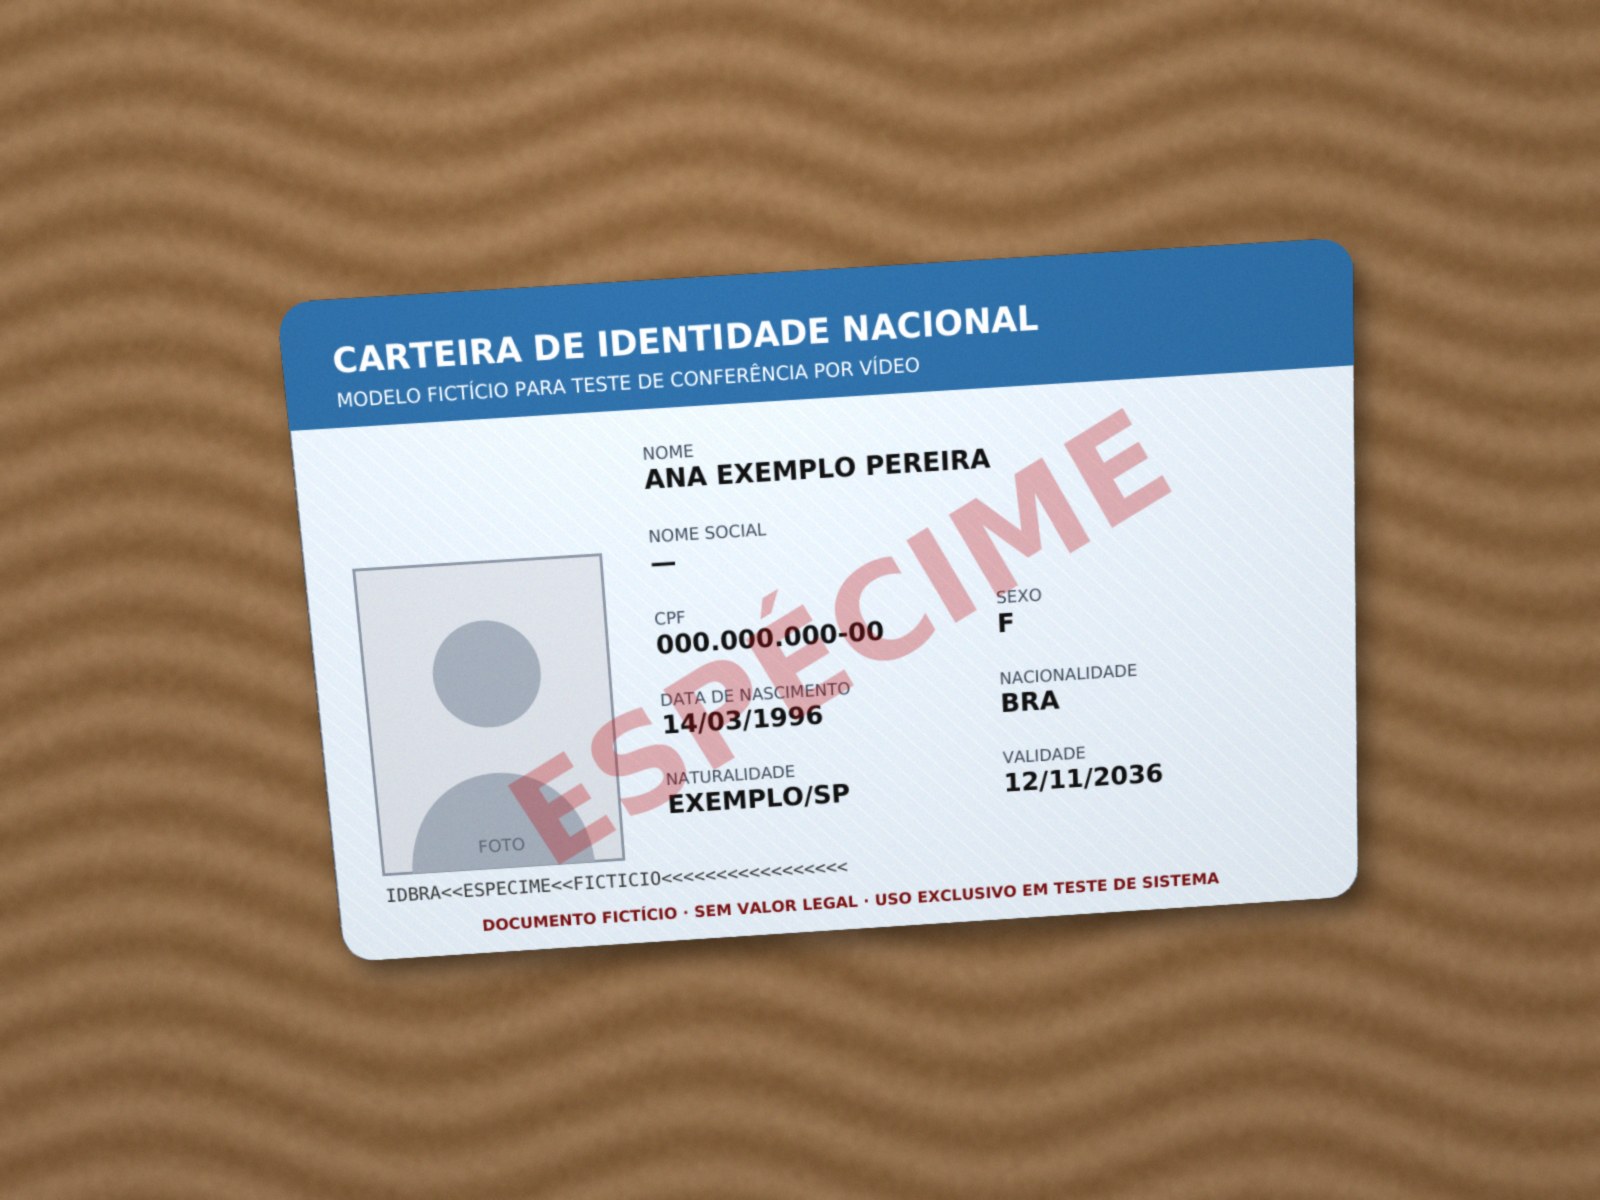 CARTEIRA DE IDENTIDADE NACIONAL
MODELO FICTÍCIO PARA TESTE DE CONFERÊNCIA POR VÍDEO
NOME
ANA EXEMPLO PEREIRA
NOME SOCIAL
—
CPF
000.000.000-00
SEXO
F
DATA DE NASCIMENTO
14/03/1996
NACIONALIDADE
BRA
NATURALIDADE
EXEMPLO/SP
VALIDADE
12/11/2036
FOTO
ESPÉCIME
IDBRA<<ESPECIME<<FICTICIO<<<<<<<<<<<<<<<<<
DOCUMENTO FICTÍCIO · SEM VALOR LEGAL · USO EXCLUSIVO EM TESTE DE SISTEMA